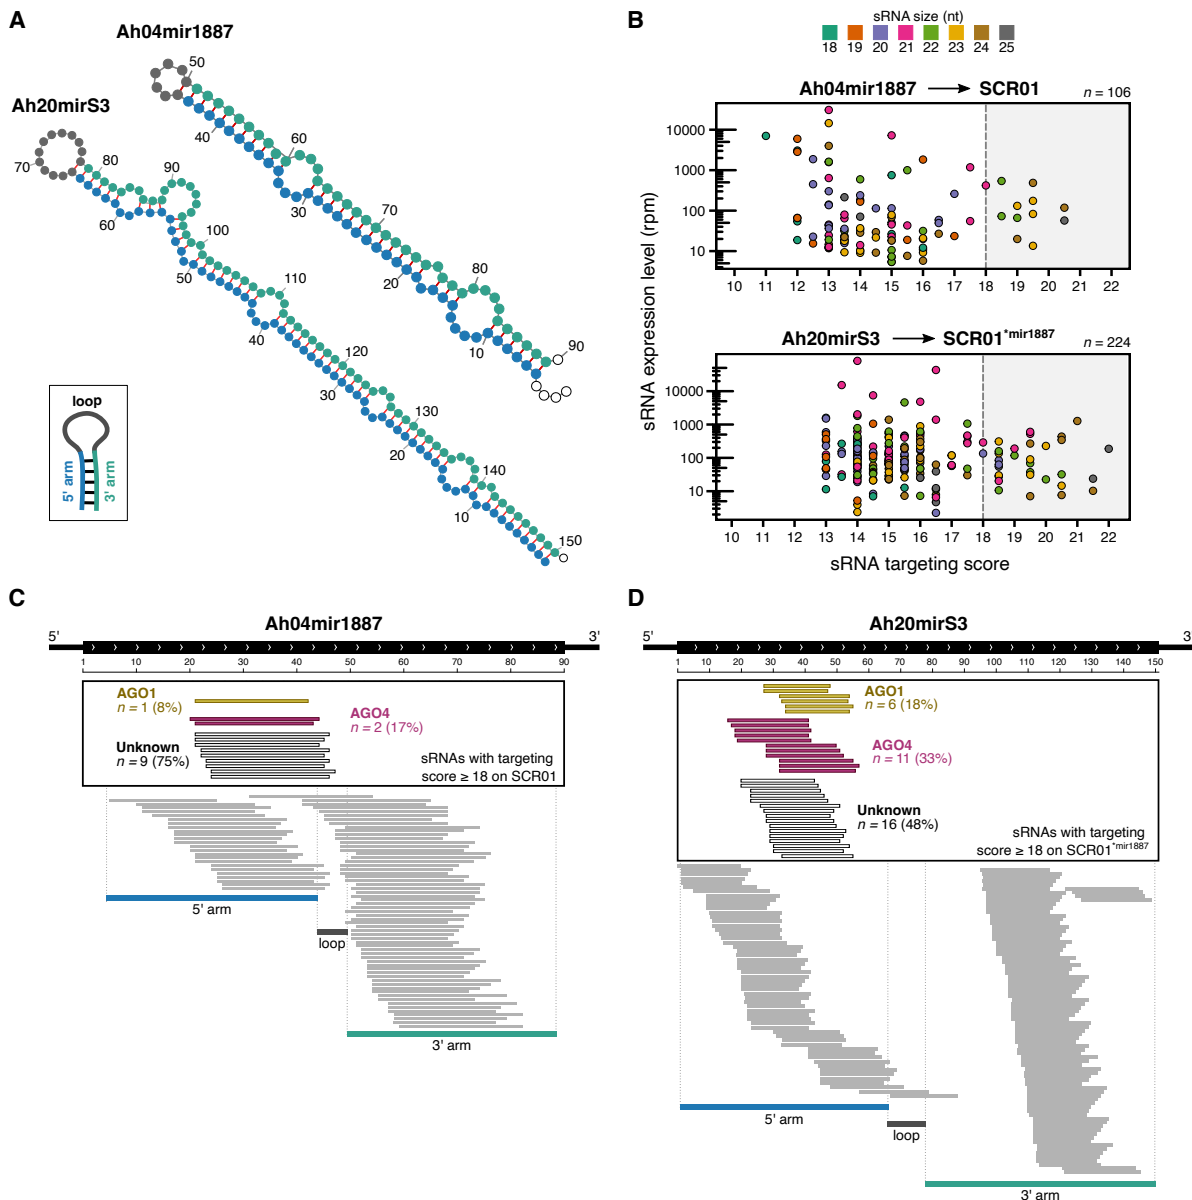 A
Ah04mir1887
50
Ah20mirS3
40
60
70
80
90
30
60
70
100
50
20
80
110
40
10
90
120
30
130
20
140
10
150
loop
5' arm
3' arm
B
sRNA size (nt)
18 19 20 21 22 23 24 25
Ah04mir1887 → SCR01
n = 106
10000
1000
100
10
10 11 12 13 14 15 16 17 18 19 20 21 22
sRNA expression level (rpm)
Ah20mirS3 → SCR01*mir1887
n = 224
10000
1000
100
10
10 11 12 13 14 15 16 17 18 19 20 21 22
sRNA targeting score
C
Ah04mir1887
5' 3'
1 10 20 30 40 50 60 70 80 90
AGO1
n = 1 (8%)
AGO4
n = 2 (17%)
Unknown
n = 9 (75%)
sRNAs with targeting
score ≥ 18 on SCR01
5' arm
loop
3' arm
D
Ah20mirS3
5' 3'
1 10 20 30 40 50 60 70 80 90 100 110 120 130 140 150
AGO1
n = 6 (18%)
AGO4
n = 11 (33%)
Unknown
n = 16 (48%)
sRNAs with targeting
score ≥ 18 on SCR01*mir1887
5' arm
loop
3' arm